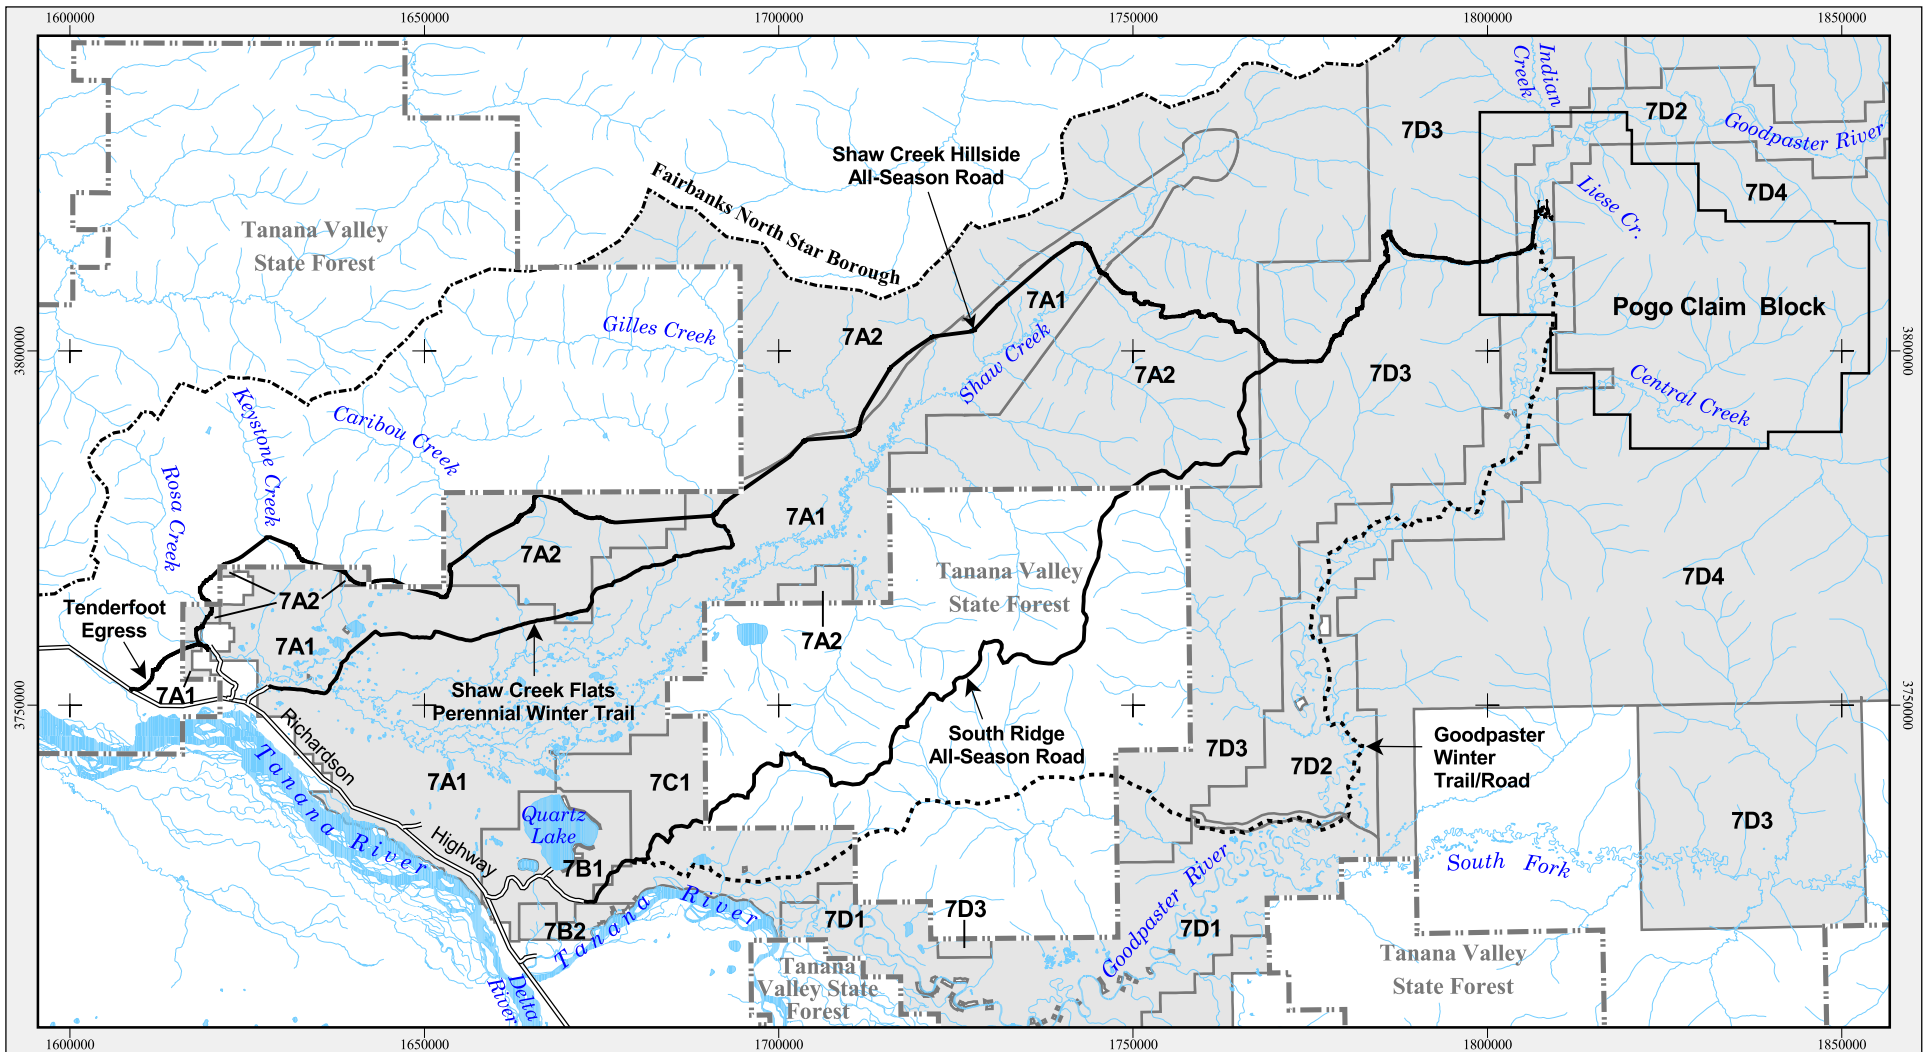 1600000
1650000
1700000
1750000
1800000
1850000
Indian
Creek
7D2
Goodpaster River
7D3
Shaw Creek Hillside
All-Season Road
Fairbanks North Star Borough
Liese Cr.
7D4
Tanana Valley
State Forest
7A1
Pogo Claim Block
Gilles Creek
7A2
Shaw Creek
3800000
3800000
7A2
7D3
Central Creek
Keystone Creek
Caribou Creek
Rosa Creek
7A1
7A2
Tanana Valley
State Forest
7D4
Tenderfoot
Egress
7A2
7A1
7A2
7A1
Shaw Creek Flats
Perennial Winter Trail
3750000
3750000
Richardson
South Ridge
All-Season Road
7D3
7D2
Goodpaster
Winter
Trail/Road
7A1
7C1
Tanana River
Quartz
Lake
Highway
7B1
7D3
South Fork
Goodpaster River
7B2
Tanana River
7D1
7D3
7D1
Tanana
Valley State
Forest
Tanana Valley
State Forest
Delta
River
1600000
1650000
1700000
1750000
1800000
1850000